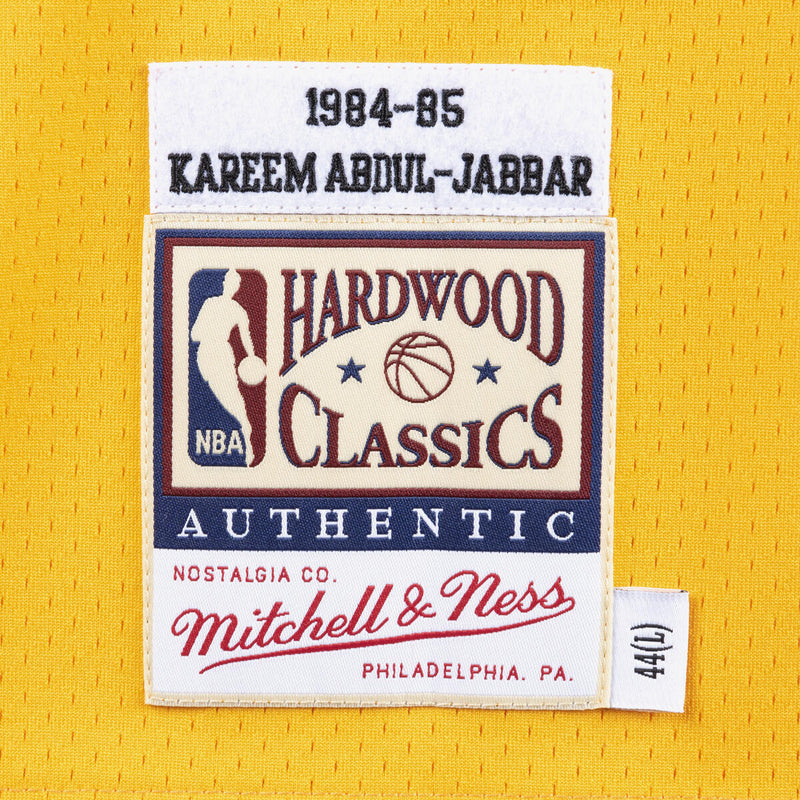 1984-85
KAREEM ABDUL-JABBAR
HARDWOOD
CLASSICS
NBA
AUTHENTIC
NOSTALGIA CO.
Mitchell & Ness
PHILADELPHIA. PA.
44(L)